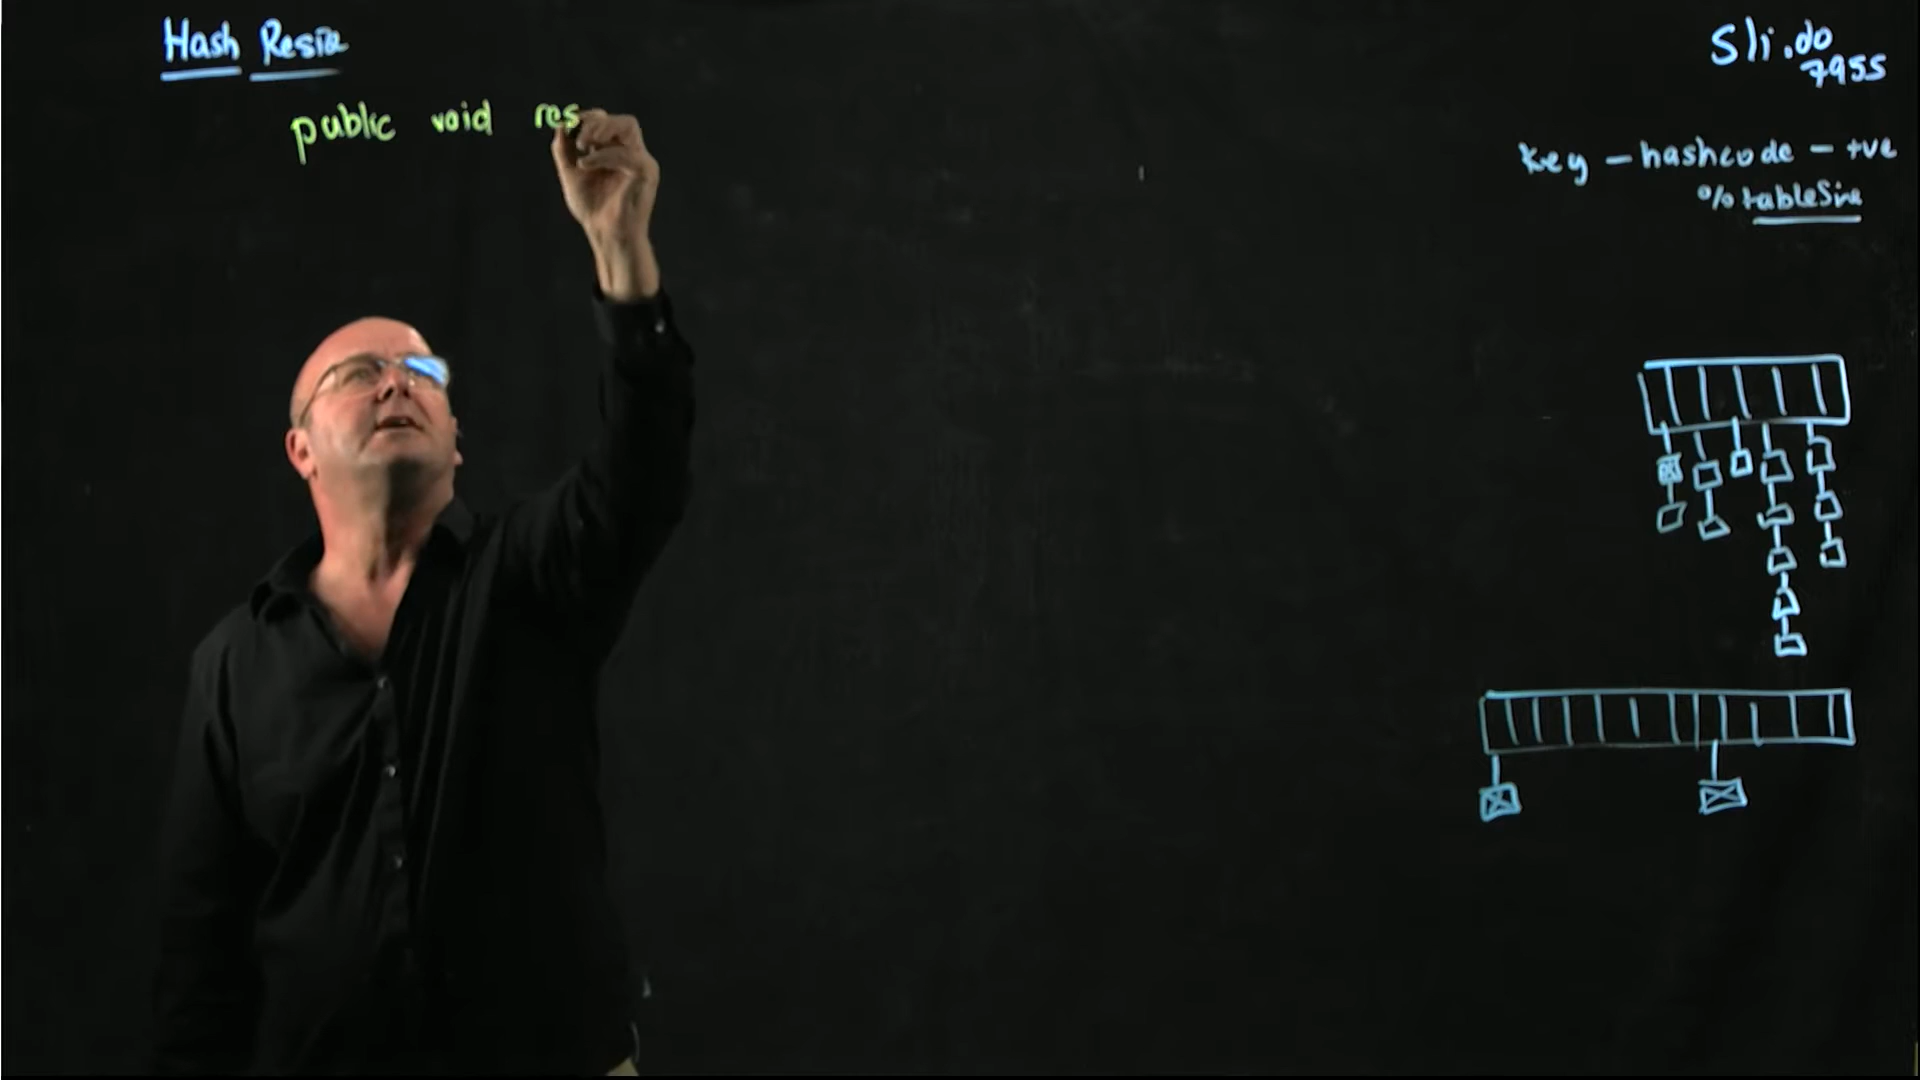 Hash Resize
public void res
Sli.do
7955
key - hashcode - +ve
% tableSize